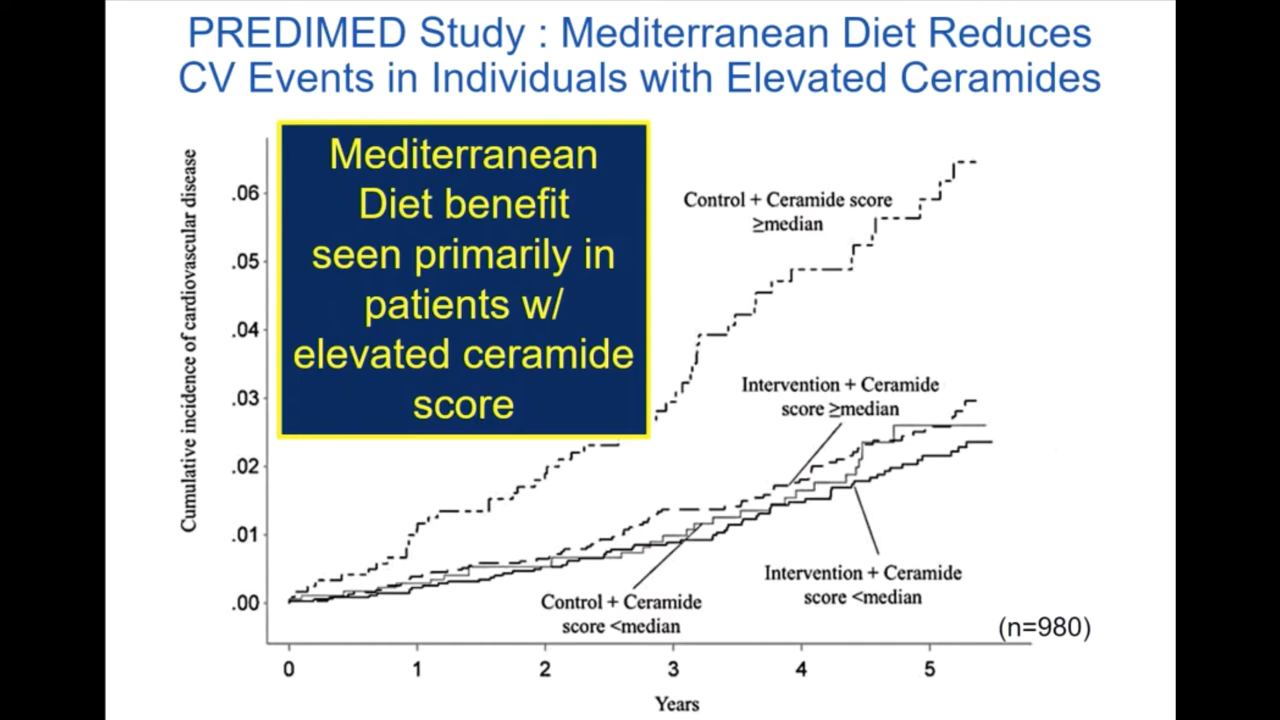 PREDIMED Study : Mediterranean Diet Reduces
CV Events in Individuals with Elevated Ceramides
Mediterranean
Diet benefit
seen primarily in
patients w/
elevated ceramide
score
Cumulative incidence of cardiovascular disease
.06
.05
.04
.03
.02
.01
.00
Control + Ceramide score
≥median
Intervention + Ceramide
score ≥median
Intervention + Ceramide
score <median
Control + Ceramide
score <median
(n=980)
0 1 2 3 4 5
Years